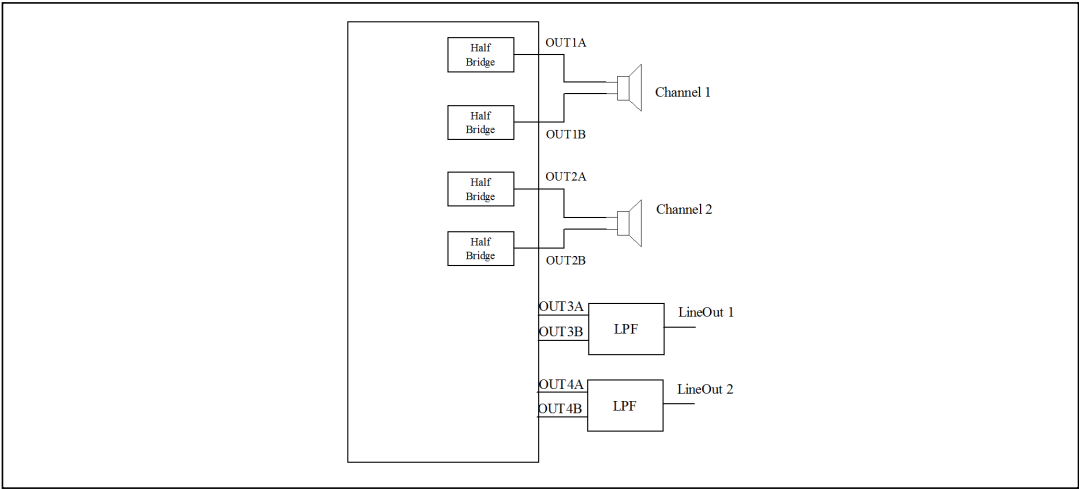 Half
Bridge
OUT1A
Channel 1
Half
Bridge
OUT1B
Half
Bridge
OUT2A
Channel 2
Half
Bridge
OUT2B
OUT3A
OUT3B
LPF
LineOut 1
OUT4A
OUT4B
LPF
LineOut 2